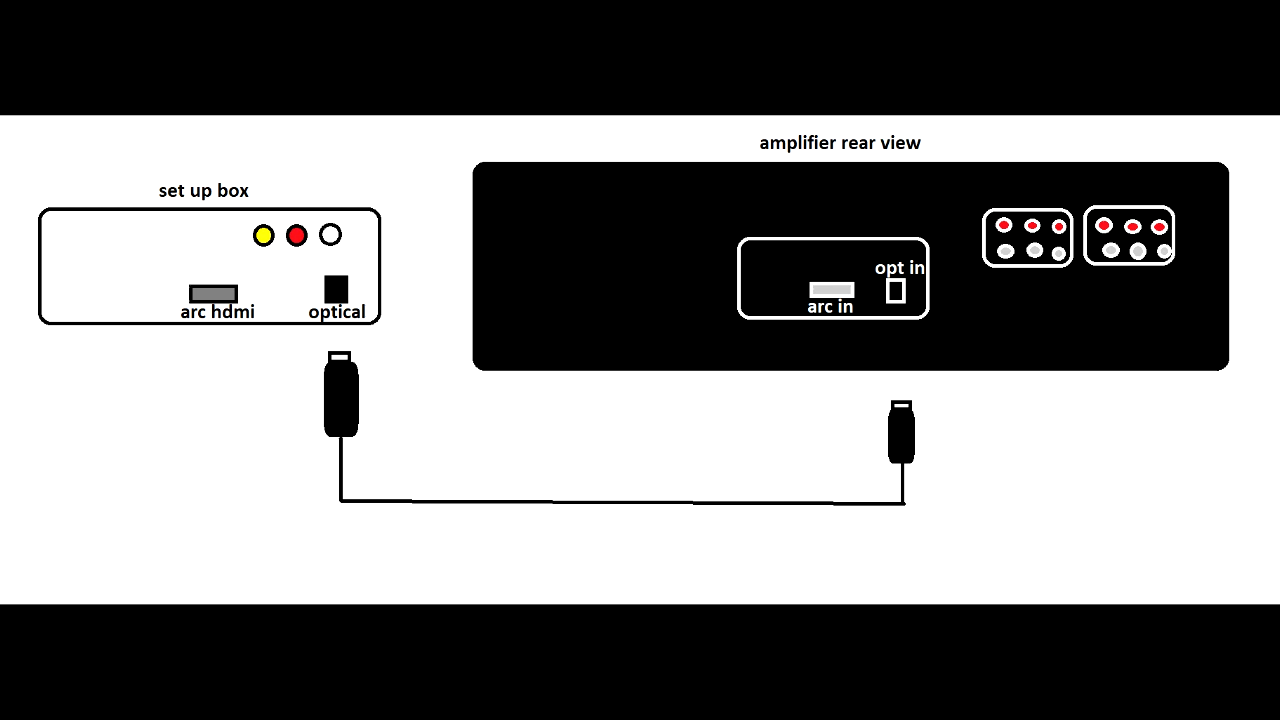 amplifier rear view
set up box
opt in
arc in
arc hdmi
optical